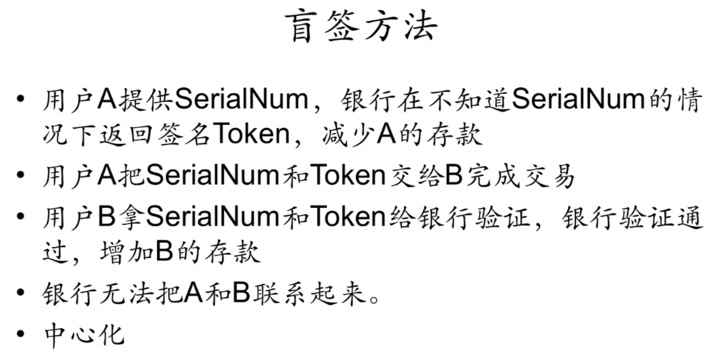 盲签方法
• 用户A提供SerialNum，银行在不知道SerialNum的情
况下返回签名Token，减少A的存款
• 用户A把SerialNum和Token交给B完成交易
• 用户B拿SerialNum和Token给银行验证，银行验证通
过，增加B的存款
• 银行无法把A和B联系起来。
• 中心化